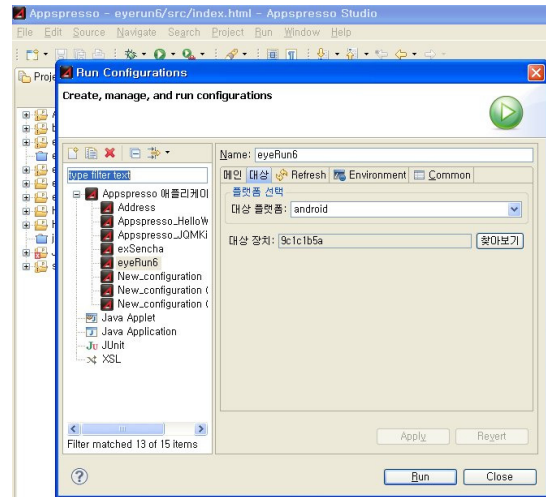 Appspresso - eyerun6/src/index.html - Appspresso Studio
File Edit Source Navigate Search Project Run Window Help
Proje
Run Configurations
Create, manage, and run configurations
type filter text
Appspresso 애플리케이
Address
Appspresso_HelloW
Appspresso_JQMKi
exSencha
eyeRun6
New_configuration
New_configuration (
New_configuration (
Java Applet
Java Application
Ju JUnit
XSL
Filter matched 13 of 15 items
Name: eyeRun6
메인 대상 Refresh Environment Common
플랫폼 선택
대상 플랫폼: android
대상 장치: 9c1c1b5a 찾아보기
Apply Revert
Run Close